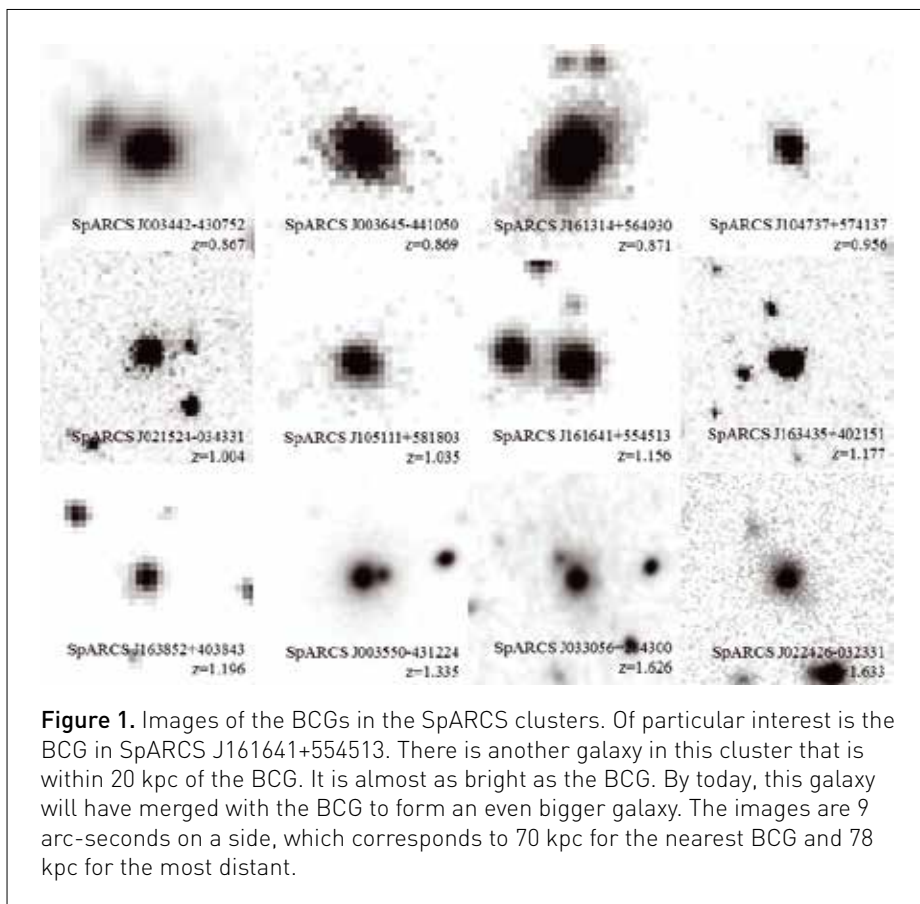 SpARCS J003442-430752
z=0.867
SpARCS J003645-441050
z=0.869
SpARCS J161314+564930
z=0.871
SpARCS J104737+574137
z=0.956
SpARCS J021524-034331
z=1.004
SpARCS J105111+581803
z=1.035
SpARCS J161641+554513
z=1.156
SpARCS J163435+402151
z=1.177
SpARCS J163852+403843
z=1.196
SpARCS J003550-431224
z=1.335
SpARCS
z=1.626
SpARCS J022426-032331
1.633
Figure 1. Images of the BCGs in the SpARCS clusters. Of particular interest is the
BCG in SpARCS J161641+554513. There is another galaxy in this cluster that is
within 20 kpc of the BCG. It is almost as bright as the BCG. By today, this galaxy
will have merged with the BCG to form an even bigger galaxy. The images are 9
arc-seconds on a side, which corresponds to 70 kpc for the nearest BCG and 78
kpc for the most distant.